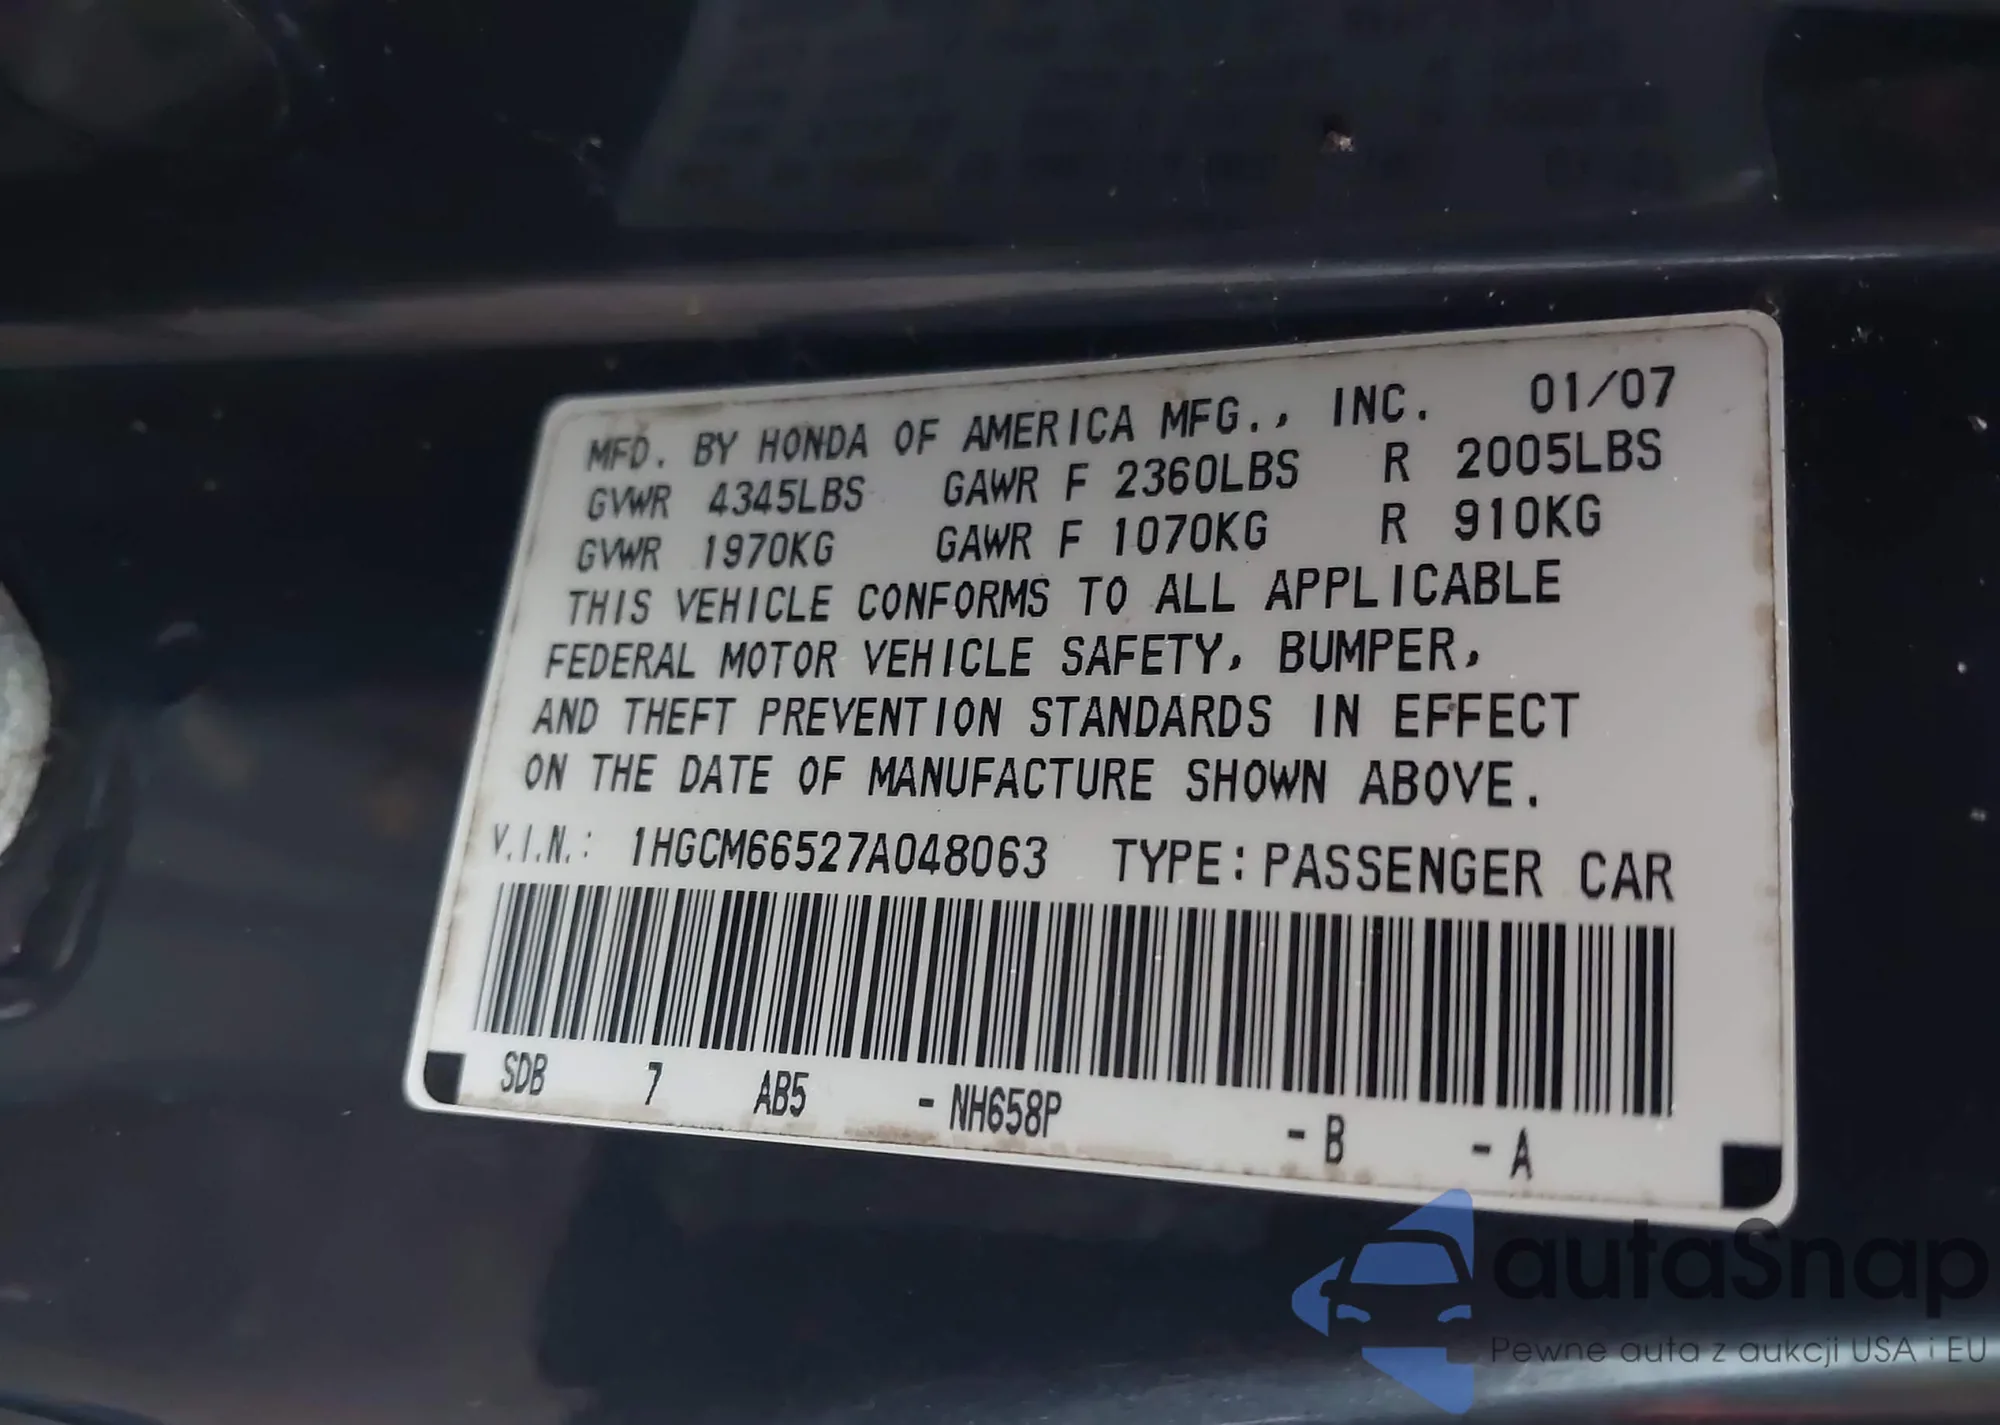 MFD. BY HONDA OF AMERICA MFG., INC. 01/07
GVWR 4345LBS GAWR F 2360LBS R 2005LBS
GVWR 1970KG GAWR F 1070KG R 910KG
THIS VEHICLE CONFORMS TO ALL APPLICABLE
FEDERAL MOTOR VEHICLE SAFETY, BUMPER,
AND THEFT PREVENTION STANDARDS IN EFFECT
ON THE DATE OF MANUFACTURE SHOWN ABOVE.
V.I.N.: 1HGCM66527A048063 TYPE: PASSENGER CAR
SDB 7 AB5 - NH658P - B - A
autaSnap
Pewne auta z aukcji USA i EU